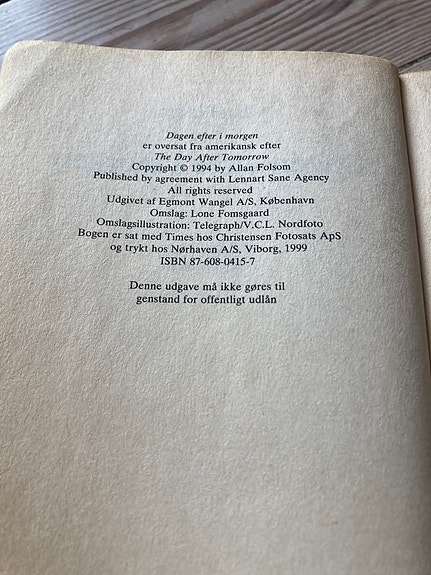 Dagen efter i morgen
er oversat fra amerikansk efter
The Day After Tomorrow
Copyright © 1994 by Allan Folsom
Published by agreement with Lennart Sane Agency
All rights reserved
Udgivet af Egmont Wangel A/S, København
Omslag: Lone Fomsgaard
Omslagsillustration: Telegraph/V.C.L. Nordfoto
Bogen er sat med Times hos Christensen Fotosats ApS
og trykt hos Nørhaven A/S, Viborg, 1999
ISBN 87-608-0415-7
Denne udgave må ikke gøres til
genstand for offentligt udlån